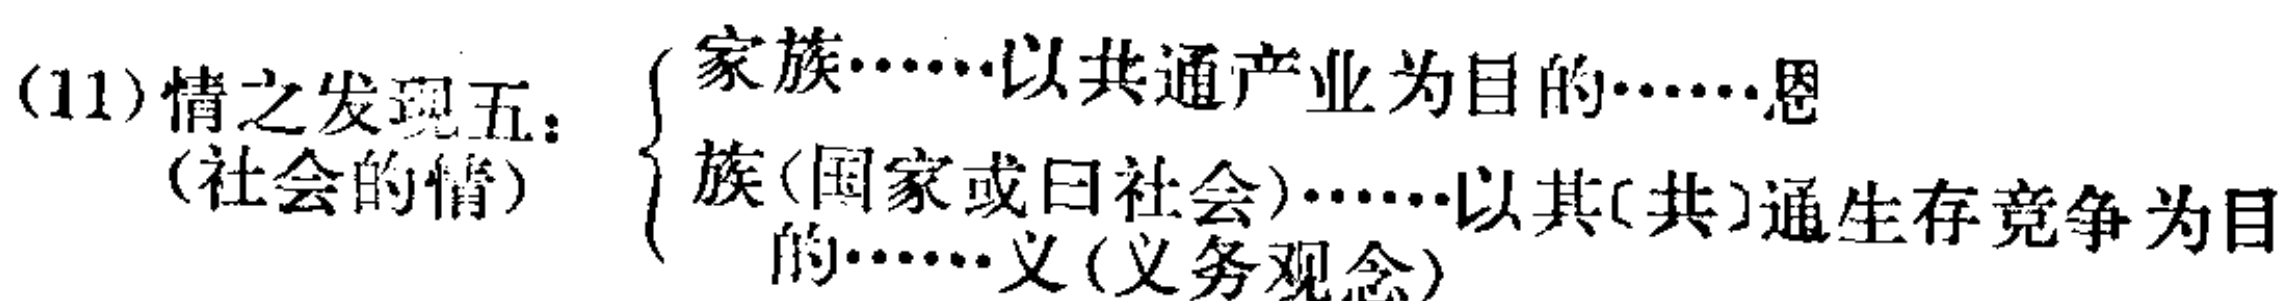 (11)情之发现五：
(社会的情)
家族……以共通产业为目的……恩
族(国家或曰社会)……以其〔共〕通生存竞争为目
的……义(义务观念)